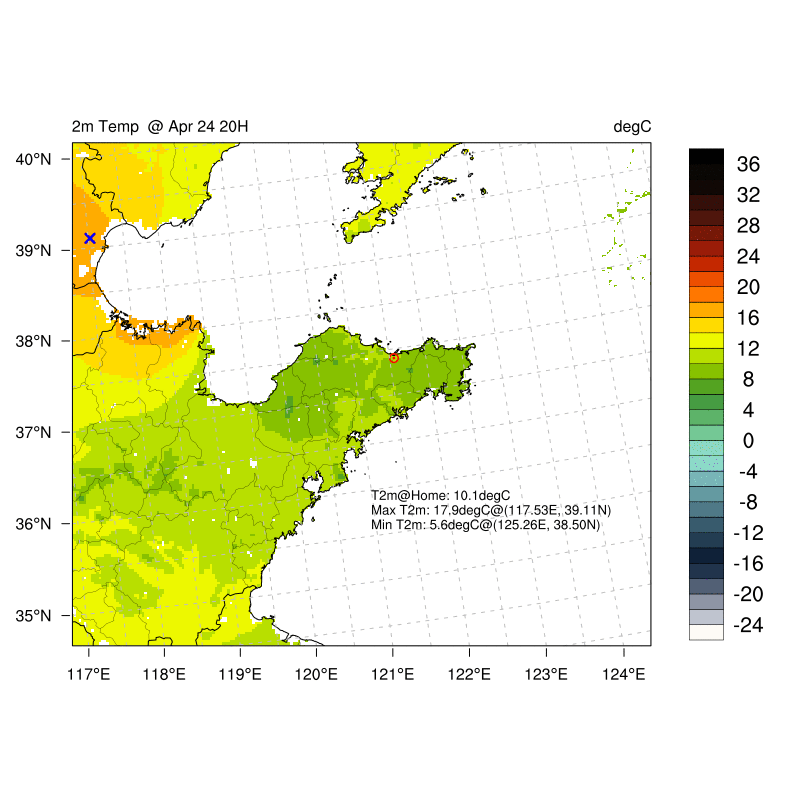 2m Temp @ Apr 24 20H
degC
40°N
39°N
38°N
37°N
36°N
35°N
117°E
118°E
119°E
120°E
121°E
122°E
123°E
124°E
T2m@Home: 10.1degC
Max T2m: 17.9degC@(117.53E, 39.11N)
Min T2m: 5.6degC@(125.26E, 38.50N)
36
32
28
24
20
16
12
8
4
0
-4
-8
-12
-16
-20
-24